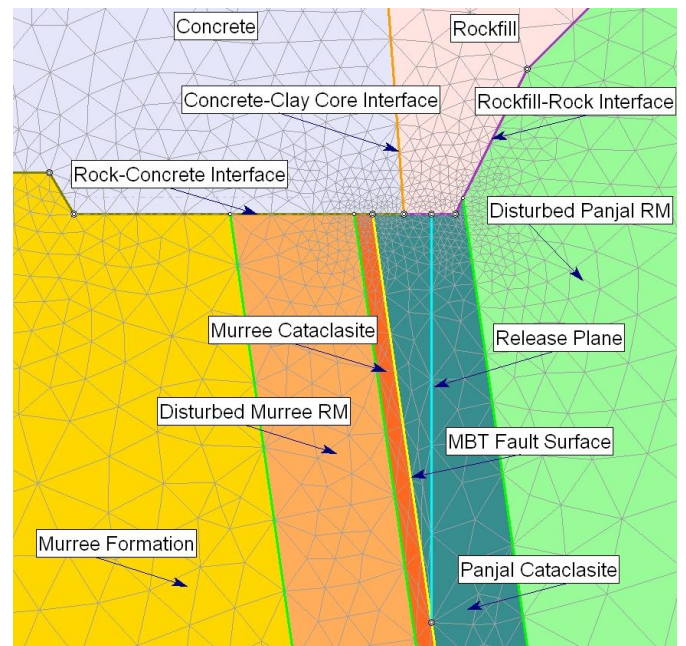 Concrete
Rockfill
Concrete-Clay Core Interface
Rockfill-Rock Interface
Rock-Concrete Interface
Disturbed Panjal RM
Murree Cataclasite
Release Plane
Disturbed Murree RM
MBT Fault Surface
Murree Formation
Panjal Cataclasite